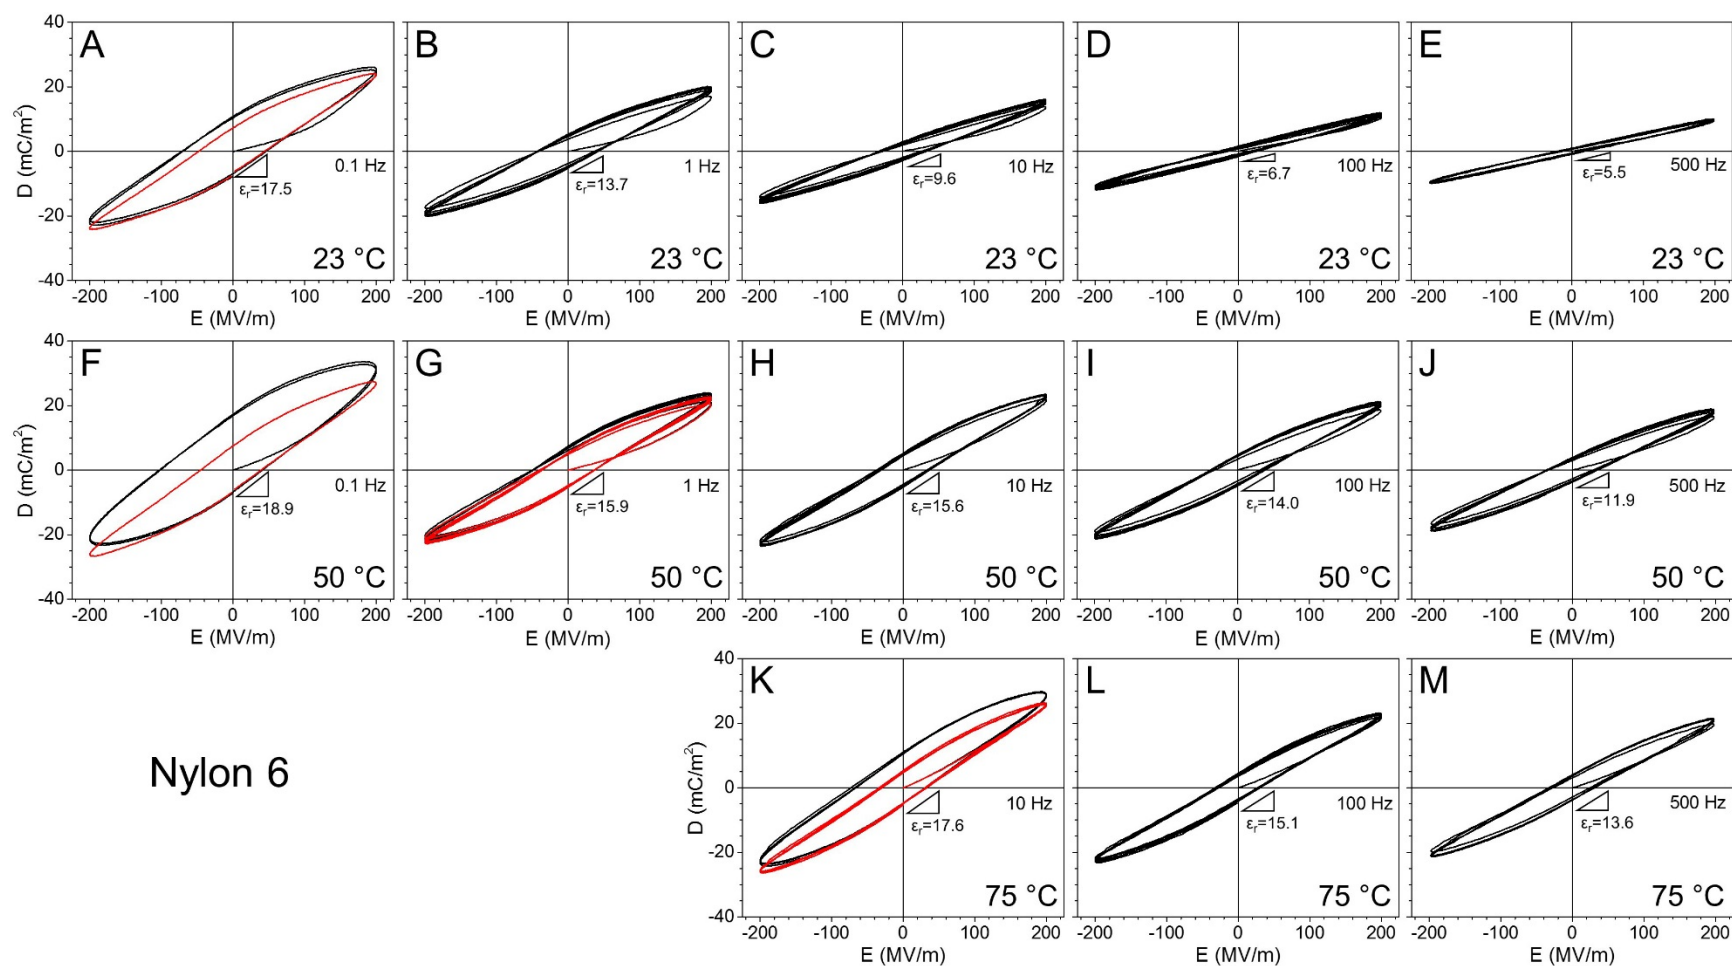 A
B
C
D
E
40
20
0
-20
-40
D (mC/m²)
0.1 Hz
1 Hz
10 Hz
100 Hz
500 Hz
εr=17.5
εr=13.7
εr=9.6
εr=6.7
εr=5.5
23 °C
23 °C
23 °C
23 °C
23 °C
-200 -100 0 100 200
-200 -100 0 100 200
-200 -100 0 100 200
-200 -100 0 100 200
-200 -100 0 100 200
E (MV/m)
E (MV/m)
E (MV/m)
E (MV/m)
E (MV/m)
F
G
H
I
J
40
20
0
-20
-40
D (mC/m²)
0.1 Hz
1 Hz
10 Hz
100 Hz
500 Hz
εr=18.9
εr=15.9
εr=15.6
εr=14.0
εr=11.9
50 °C
50 °C
50 °C
50 °C
50 °C
-200 -100 0 100 200
-200 -100 0 100 200
-200 -100 0 100 200
-200 -100 0 100 200
-200 -100 0 100 200
E (MV/m)
E (MV/m)
E (MV/m)
E (MV/m)
E (MV/m)
Nylon 6
K
L
M
40
20
0
-20
-40
D (mC/m²)
10 Hz
100 Hz
500 Hz
εr=17.6
εr=15.1
εr=13.6
75 °C
75 °C
75 °C
-200 -100 0 100 200
-200 -100 0 100 200
-200 -100 0 100 200
E (MV/m)
E (MV/m)
E (MV/m)